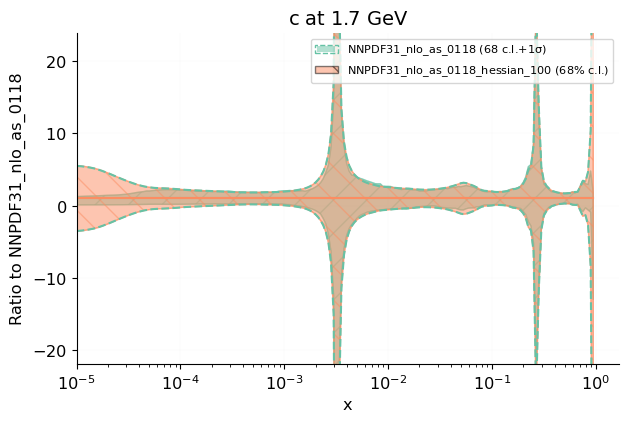 c at 1.7 GeV
NNPDF31_nlo_as_0118 (68 c.l.+1σ)
NNPDF31_nlo_as_0118_hessian_100 (68% c.l.)
Ratio to NNPDF31_nlo_as_0118
20
10
0
−10
−20
10⁻⁵ 10⁻⁴ 10⁻³ 10⁻² 10⁻¹ 10⁰
x